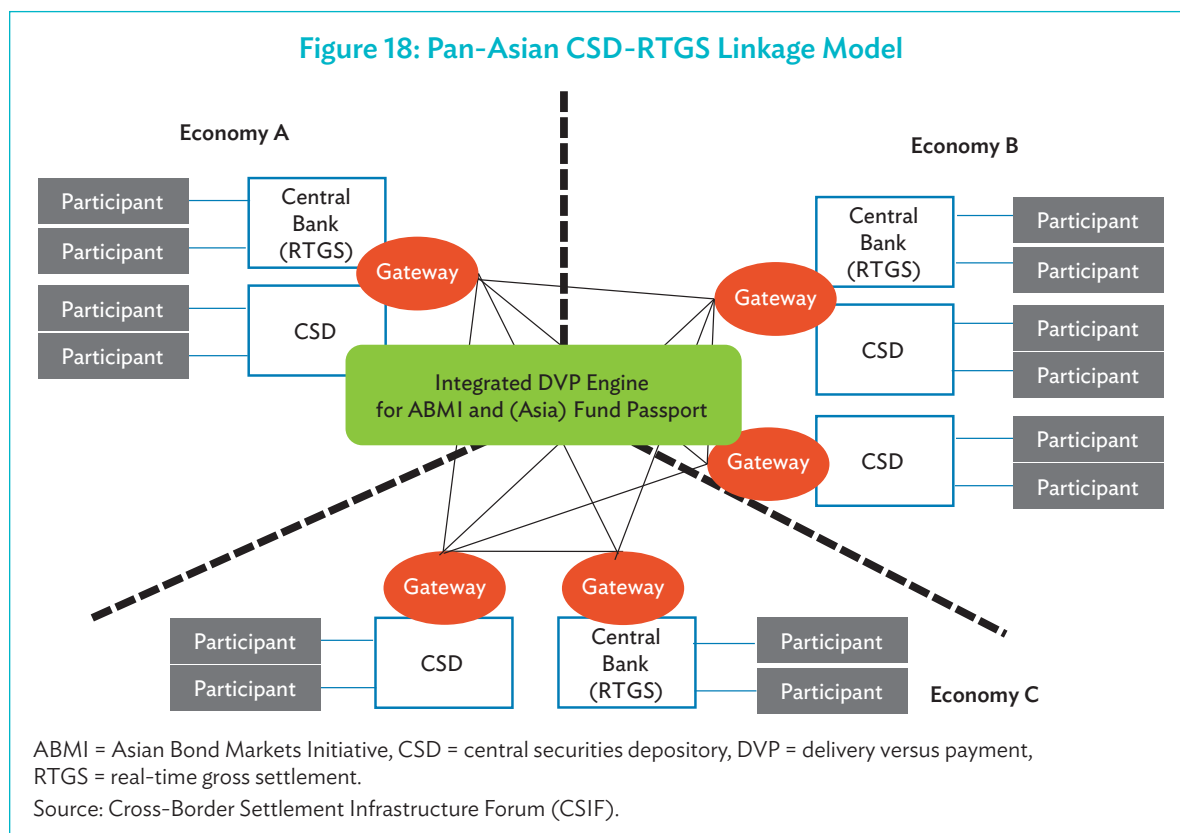 Figure 18: Pan-Asian CSD-RTGS Linkage Model
Economy A
Participant
Participant
Participant
Participant
Central
Bank
(RTGS)
CSD
Gateway
Economy B
Gateway
Central
Bank
(RTGS)
CSD
Participant
Participant
Participant
Participant
Integrated DVP Engine
for ABMI and (Asia) Fund Passport
Gateway
CSD
Participant
Participant
Gateway
Gateway
Participant
Participant
CSD
Central
Bank
(RTGS)
Participant
Participant
Economy C
ABMI = Asian Bond Markets Initiative, CSD = central securities depository, DVP = delivery versus payment,
RTGS = real-time gross settlement.
Source: Cross-Border Settlement Infrastructure Forum (CSIF).